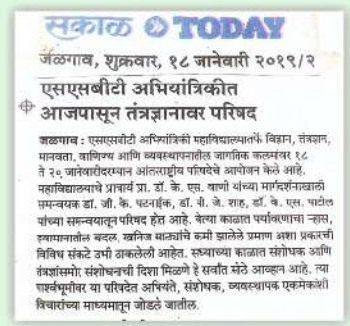 सकाळ TODAY
जळगाव, शुक्रवार, १८ जानेवारी २०१९/२
एसएसबीटी अभियांत्रिकीत
आजपासून तंत्रज्ञानावर परिषद
जळगाव : एसएसबीटी अभियांत्रिकी महाविद्यालयातर्फे विज्ञान, तंत्रज्ञान,
मानवता, वाणिज्य आणि व्यवस्थापनातील जागतिक कलमांवर १८
ते २० जानेवारीदरम्यान आंतरराष्ट्रीय परिषदेचे आयोजन केले आहे.
महाविद्यालयाचे प्राचार्य प्रा. डॉ. के. एस. वाणी यांच्या मार्गदर्शनाखाली
समन्वयक डॉ. जी. के. पटनाईक, डॉ. पी. जे. शाह, डॉ. के. एस. पाटील
यांच्या समन्वयातून परिषद होत आहे. येत्या काळात पर्यावरणाचा ऱ्हास,
हवामानातील बदल, खनिज साठ्यांचे कमी झालेले प्रमाण अशा प्रकारची
विविध संकटे उभी ठाकलेली आहेत. सध्याच्या काळात संशोधक आणि
तंत्रज्ञांसमोर संशोधनाची दिशा मिळणे हे सर्वांत मोठे आव्हान आहे. त्या
पार्श्वभूमीवर या परिषदेत अभियंते, संशोधक, व्यवस्थापक एकमेकांशी
विचारांच्या माध्यमातून जोडले जातील.